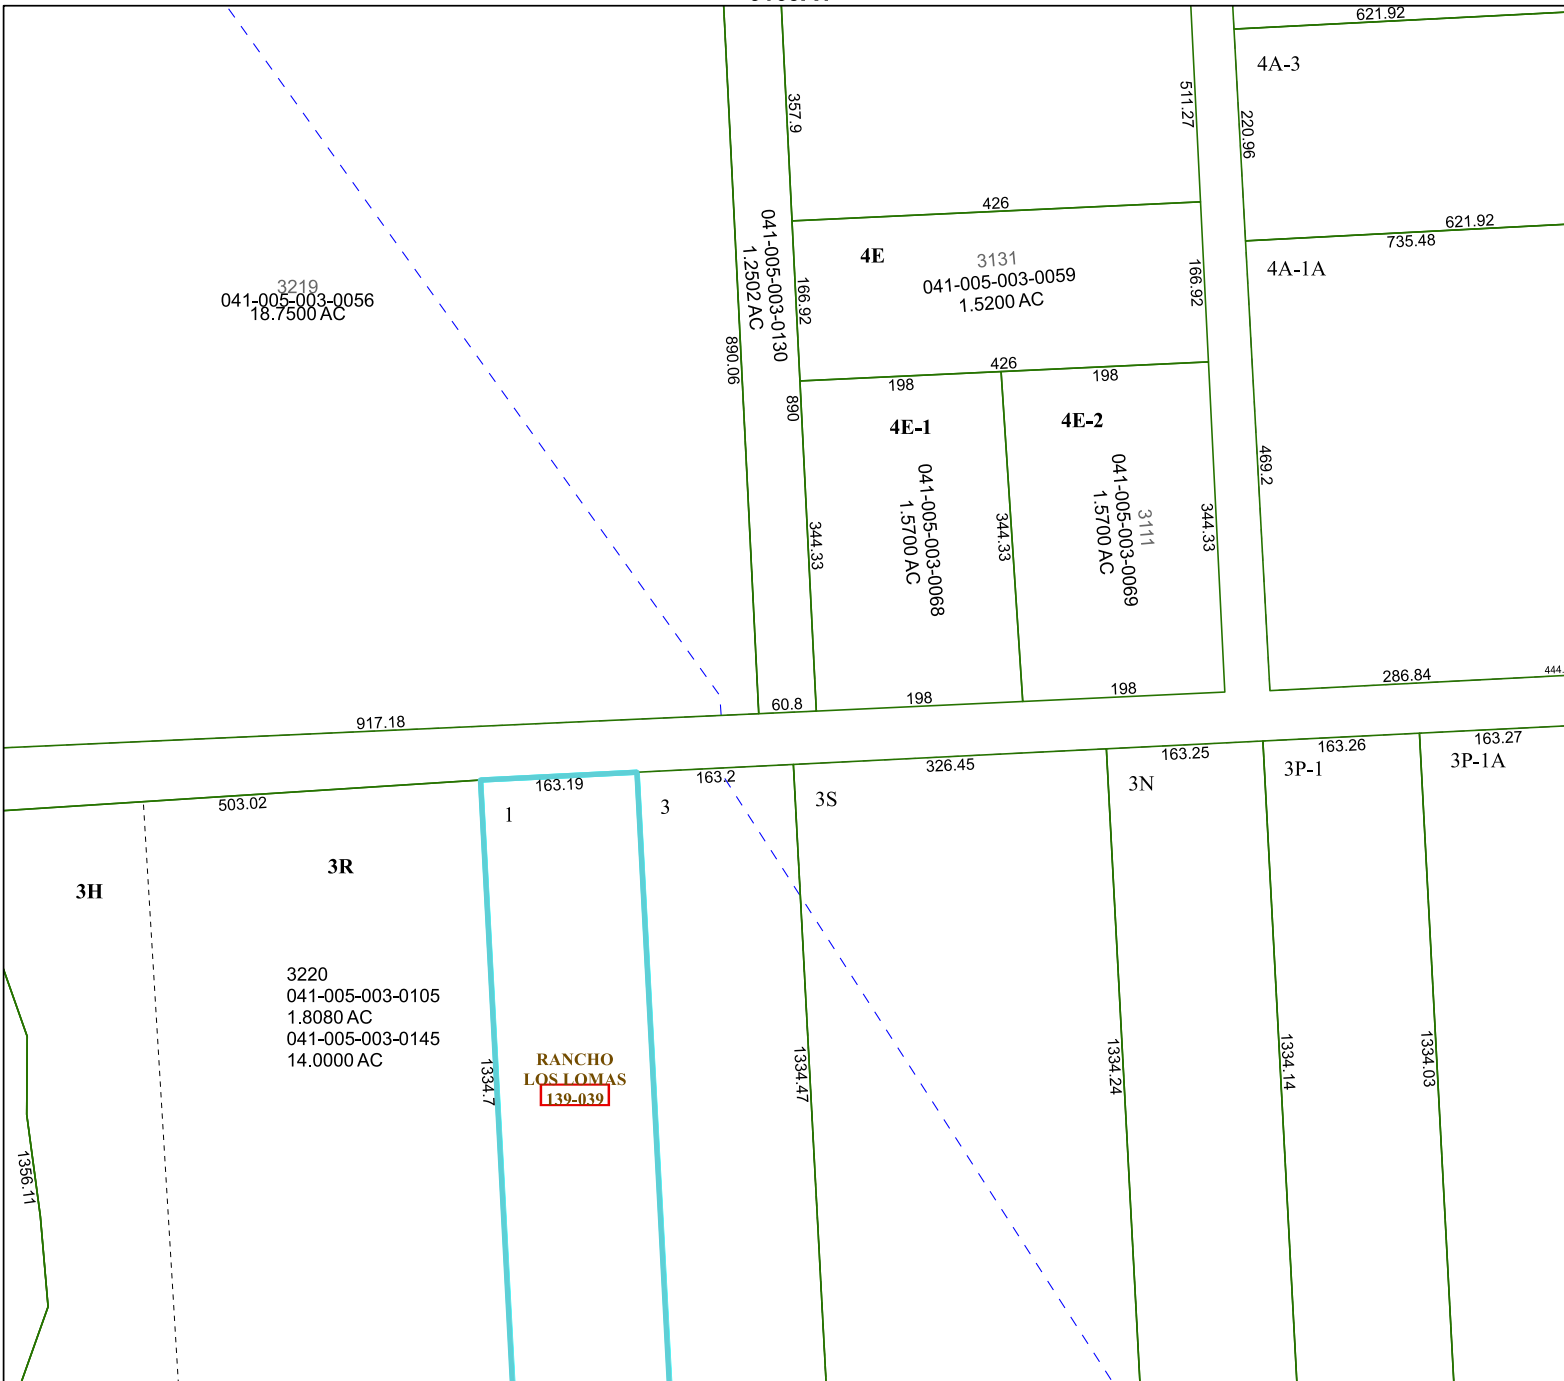 621.92
4A-3
357.9
511.27
220.96
426
621.92
735.48
041-005-003-0130
1.2502 AC
4E
3131
041-005-003-0059
1.5200 AC
4A-1A
3219
041-005-003-0056
18.7500 AC
166.92
166.92
890.06
426
198
198
890
4E-1
4E-2
469.2
041-005-003-0068
1.5700 AC
3111
041-005-003-0069
1.5700 AC
344.33
344.33
344.33
286.84
444.
60.8
198
198
917.18
163.25
163.26
163.27
326.45
163.2
163.19
503.02
1
3
3S
3N
3P-1
3P-1A
3R
3H
3220
041-005-003-0105
1.8080 AC
041-005-003-0145
14.0000 AC
RANCHO
LOS LOMAS
139-039
1334.7
1334.47
1334.24
1334.14
1334.03
1356.11